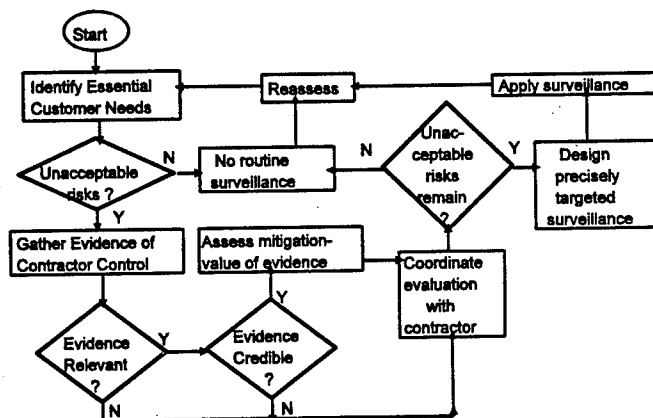 Start
Identify Essential
Customer Needs
Reassess
Apply surveillance
Unacceptable
risks ?
N
No routine
surveillance
N
Unac-
ceptable
risks
remain
?
Y
Design
precisely
targeted
surveillance
Y
Gather Evidence of
Contractor Control
Assess mitigation-
value of evidence
Coordinate
evaluation
with
contractor
Evidence
Relevant
?
Y
Y
Evidence
Credible
?
N
N